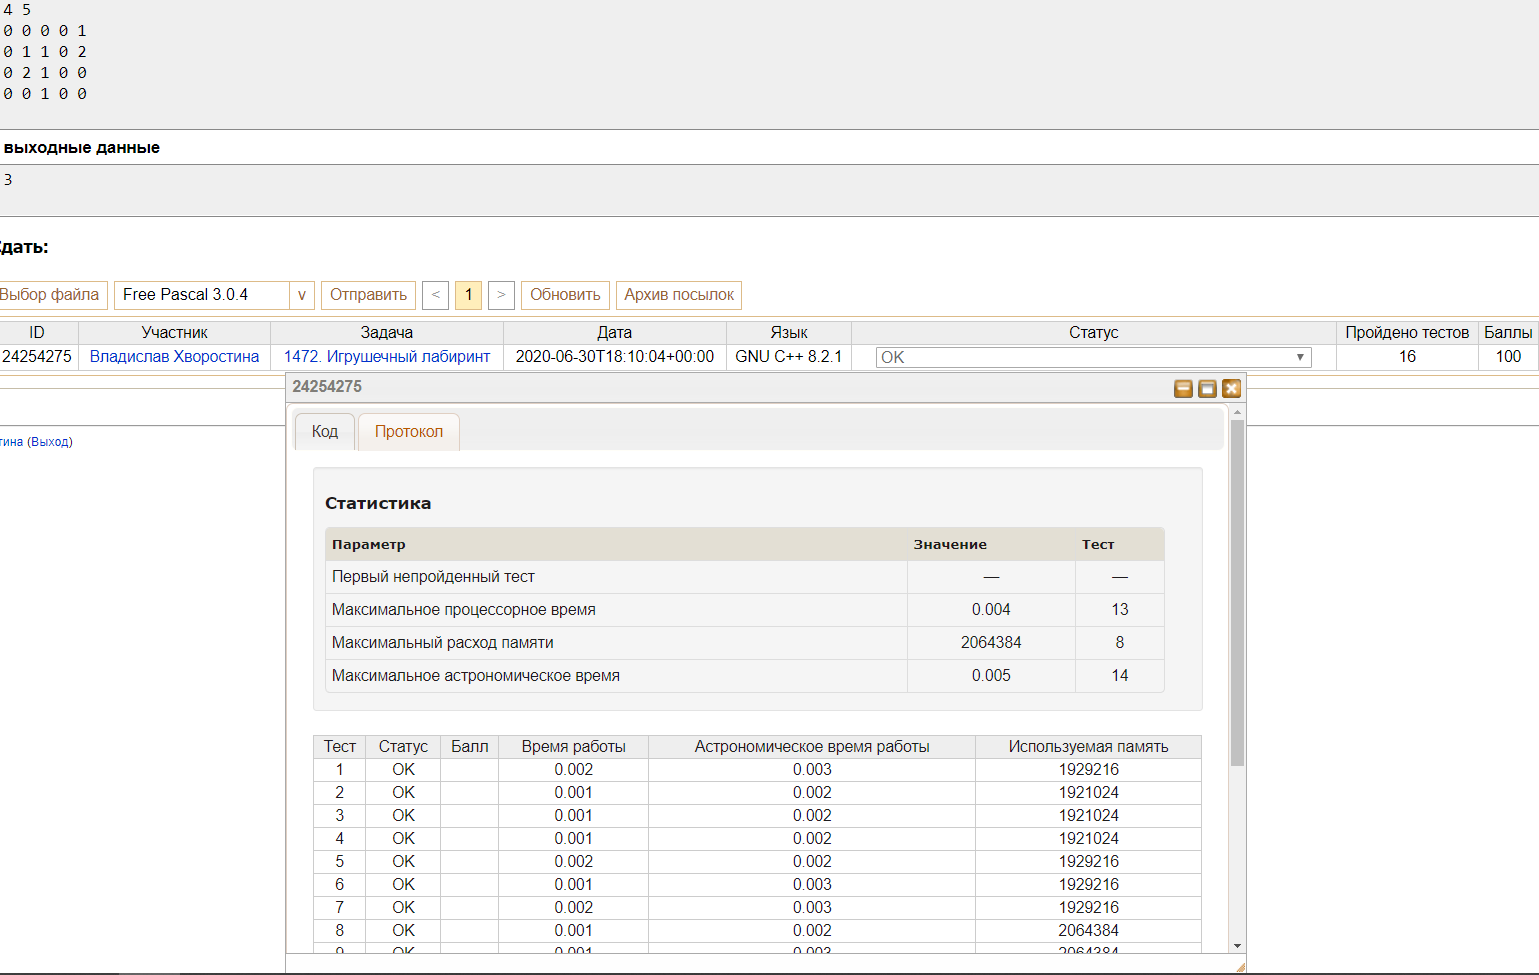 4 5
0 0 0 0 1
0 1 1 0 2
0 2 1 0 0
0 0 1 0 0
выходные данные
3
дать:
Выбор файла Free Pascal 3.0.4 v Отправить < 1 > Обновить Архив посылок
ID Участник Задача Дата Язык Статус Пройдено тестов Баллы
24254275 Владислав Хворостина 1472. Игрушечный лабиринт 2020-06-30T18:10:04+00:00 GNU C++ 8.2.1 OK 16 100
24254275
Код Протокол
тина (Выход)
Статистика
Параметр Значение Тест
Первый непройденный тест — —
Максимальное процессорное время 0.004 13
Максимальный расход памяти 2064384 8
Максимальное астрономическое время 0.005 14
Тест Статус Балл Время работы Астрономическое время работы Используемая память
1 OK 0.002 0.003 1929216
2 OK 0.001 0.002 1921024
3 OK 0.001 0.002 1921024
4 OK 0.001 0.002 1921024
5 OK 0.002 0.002 1929216
6 OK 0.001 0.003 1929216
7 OK 0.002 0.003 1929216
8 OK 0.001 0.002 2064384
9 OK 0.001 0.003 2064384